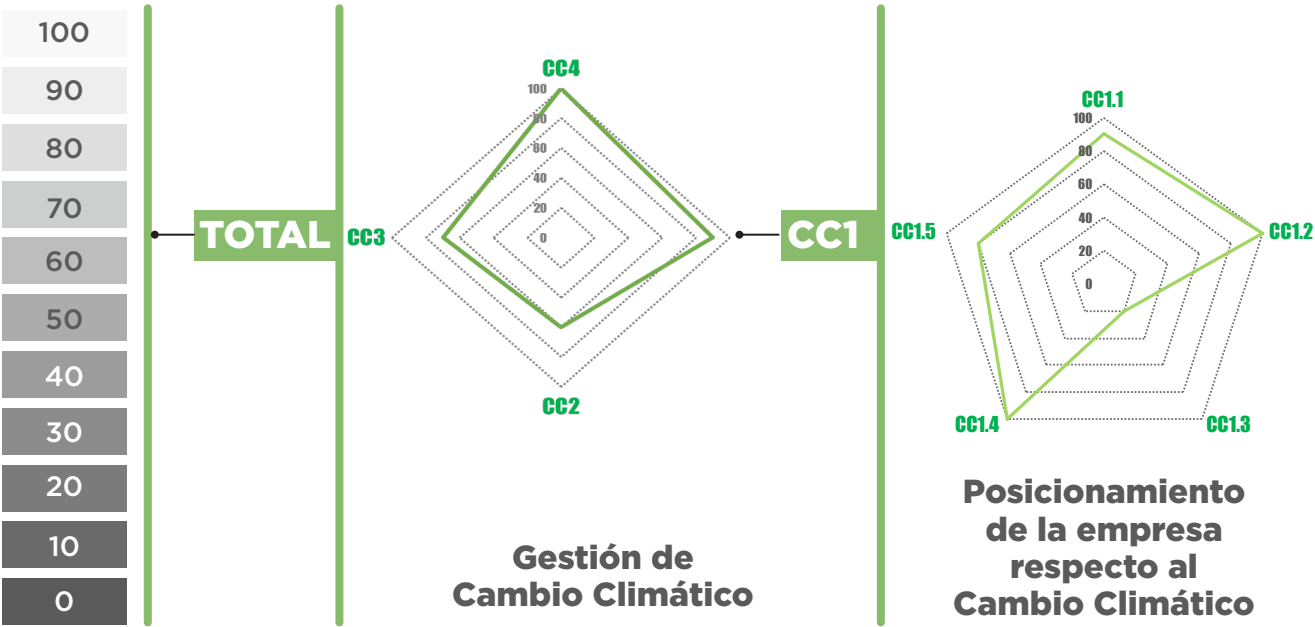 100
90
80
70
60
50
40
30
20
10
0
TOTAL
CC4
100
80
60
40
20
0
CC3
CC2
Gestión de
Cambio Climático
CC1
CC1.1
100
80
60
40
20
0
CC1.5
CC1.2
CC1.4
CC1.3
Posicionamiento
de la empresa
respecto al
Cambio Climático